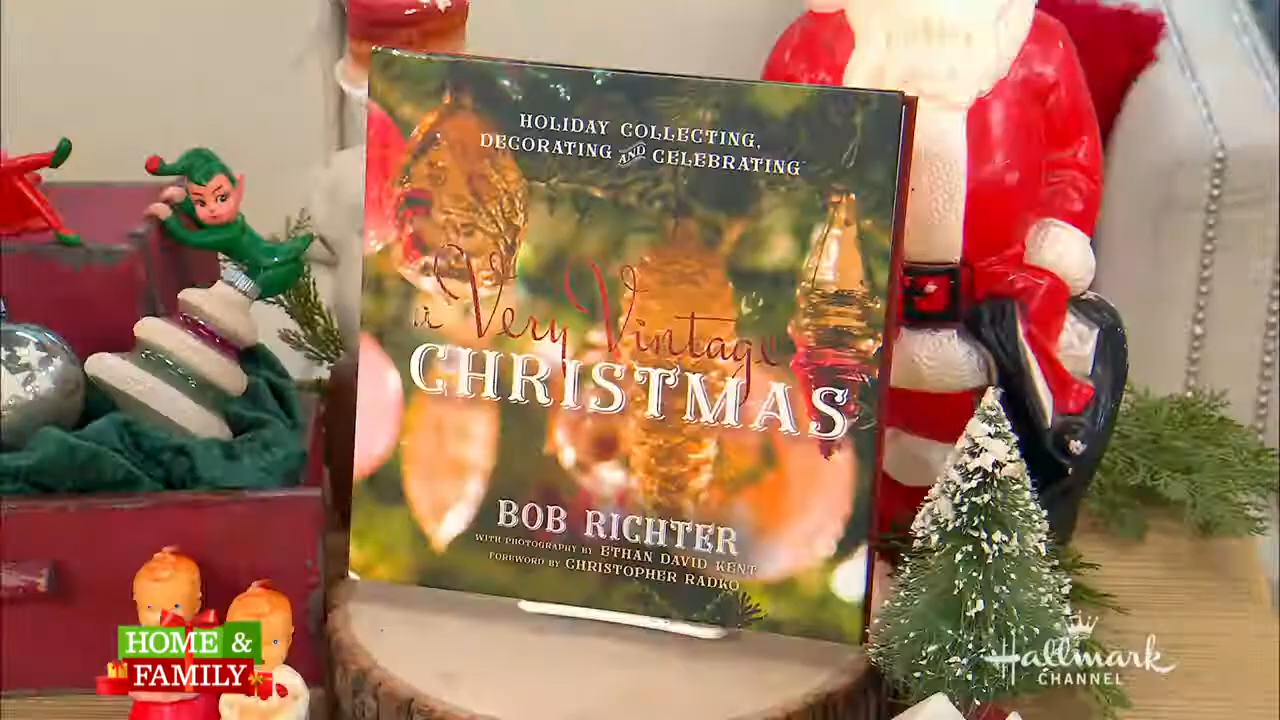 HOLIDAY COLLECTING,
DECORATING AND CELEBRATING
a Very Vintage
CHRISTMAS
BOB RICHTER
WITH PHOTOGRAPHY BY ETHAN DAVID KENT
FOREWORD BY CHRISTOPHER RADKO
HOME &
FAMILY
Hallmark
CHANNEL